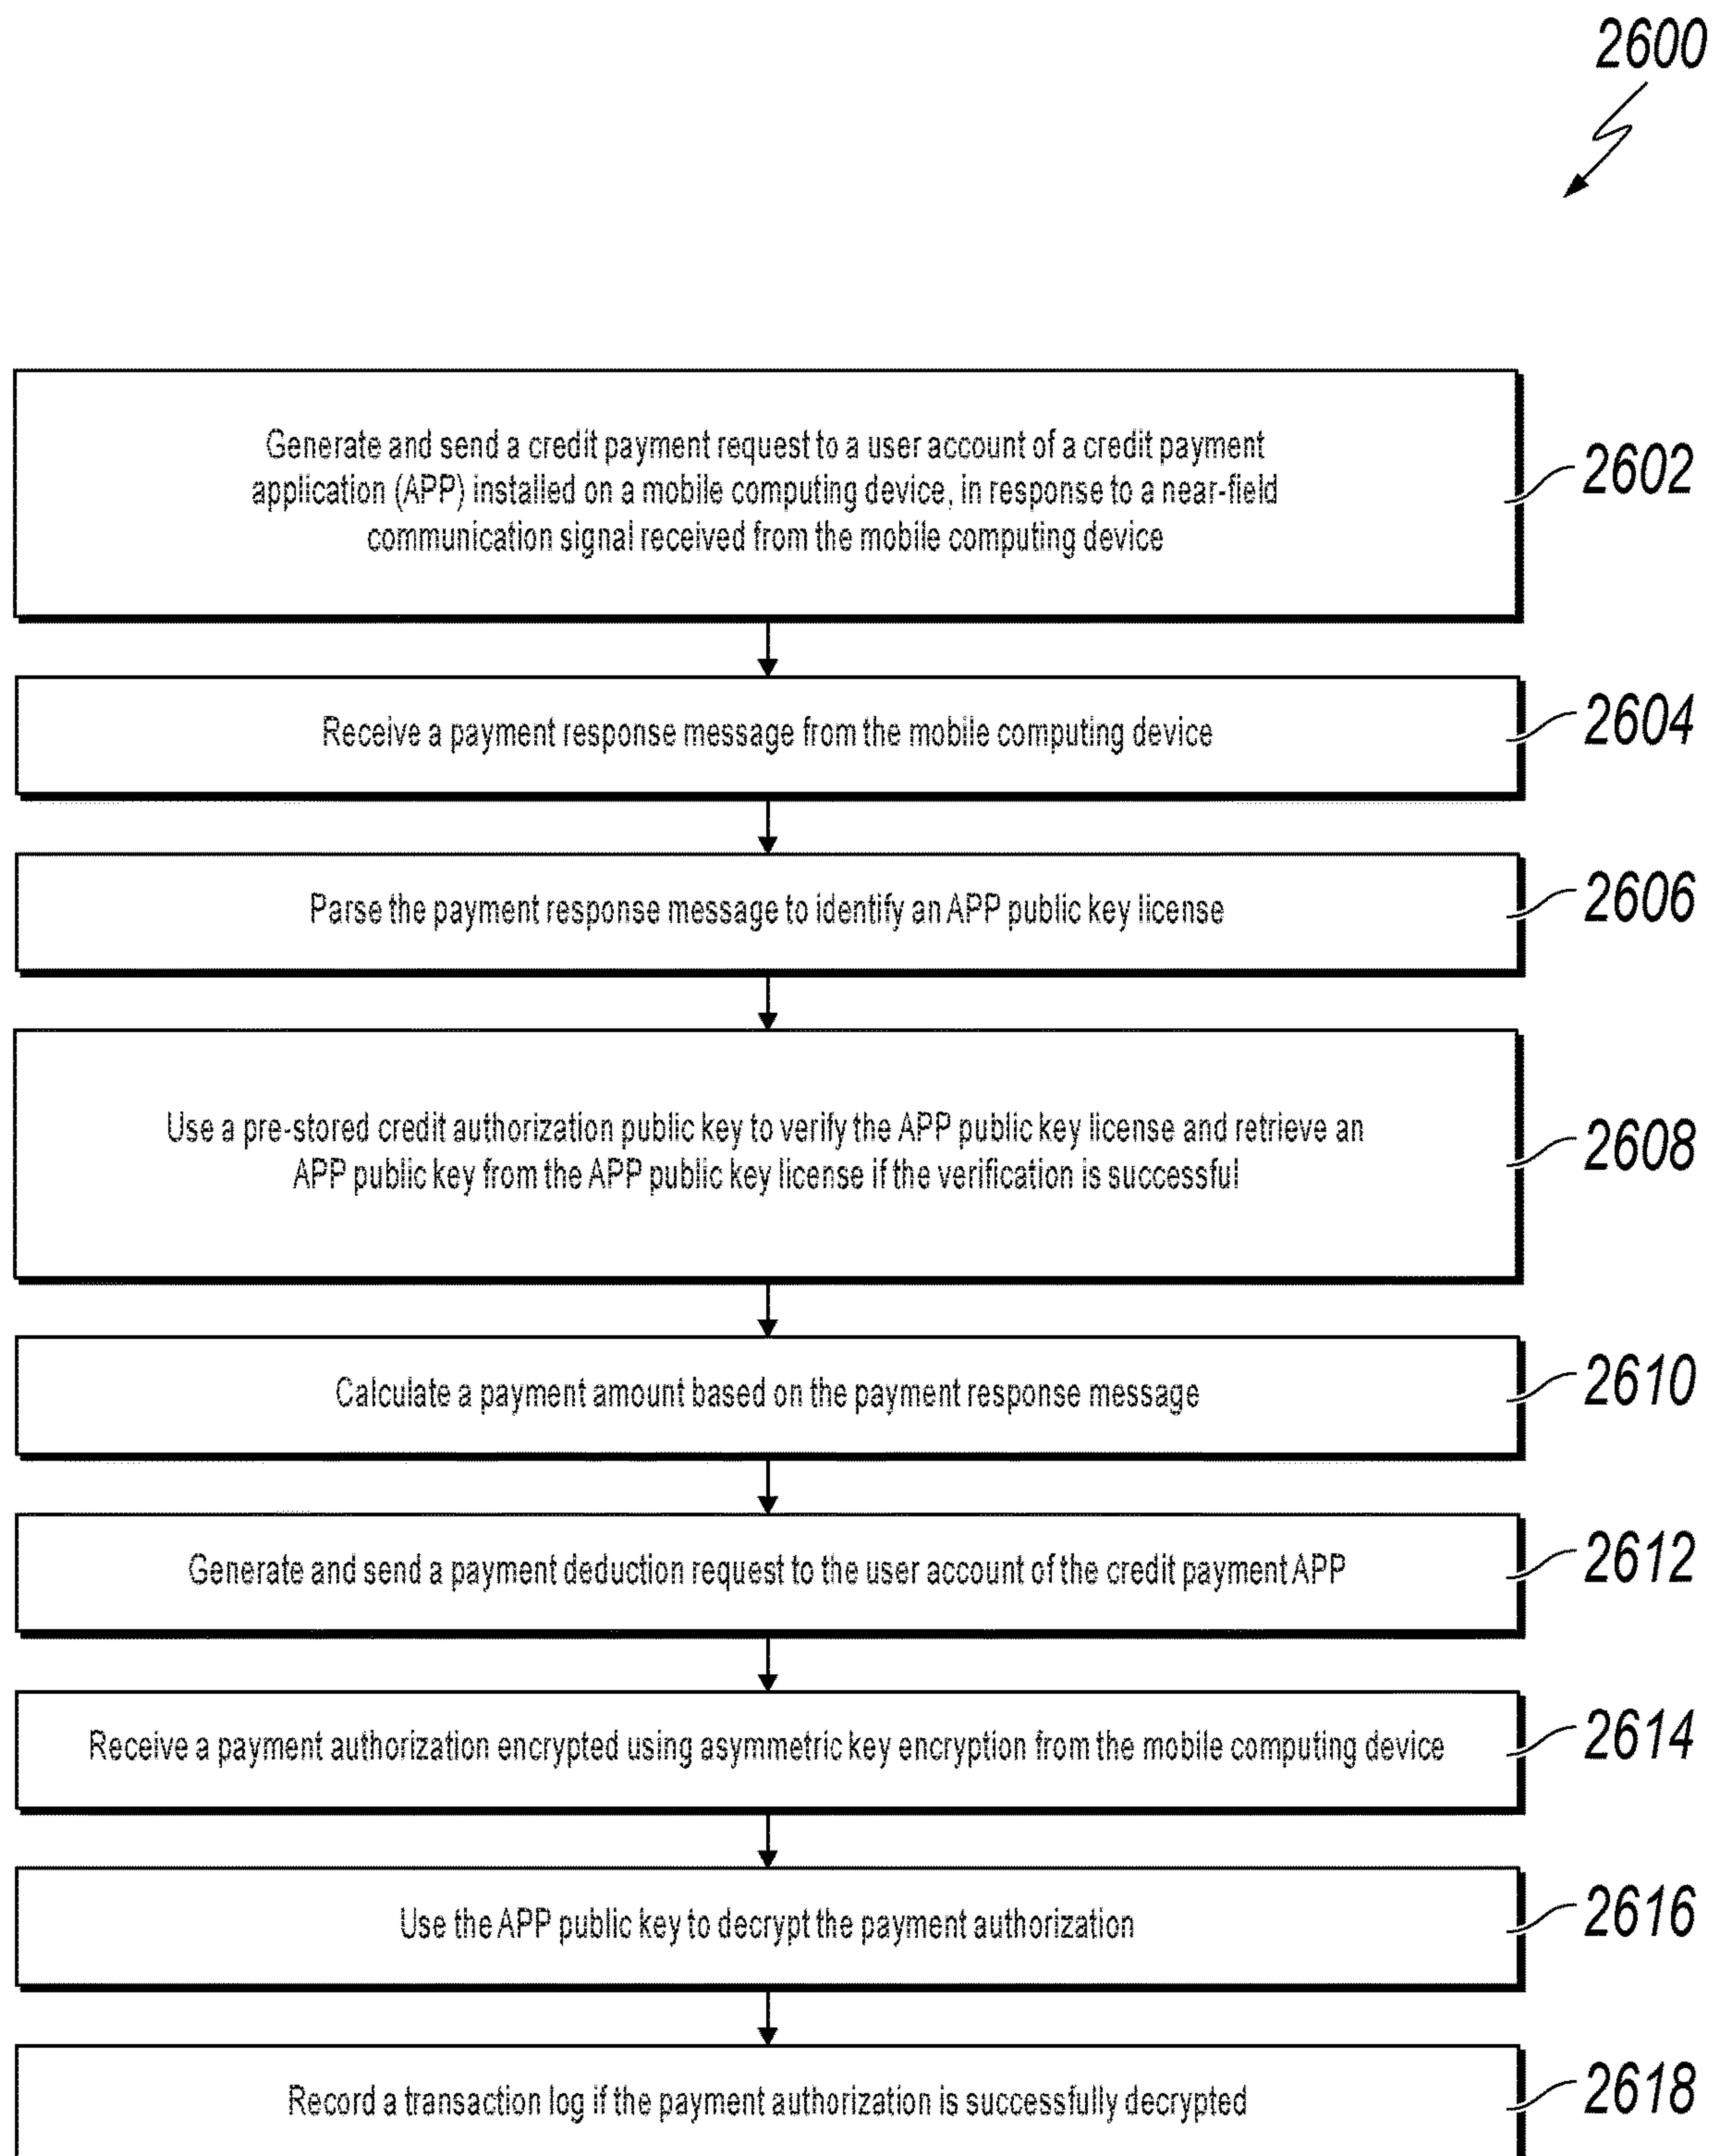 2600
Generate and send a credit payment request to a user account of a credit payment
application (APP) installed on a mobile computing device, in response to a near-field
communication signal received from the mobile computing device
2602
Receive a payment response message from the mobile computing device
2604
Parse the payment response message to identify an APP public key license
2606
Use a pre-stored credit authorization public key to verify the APP public key license and retrieve an
APP public key from the APP public key license if the verification is successful
2608
Calculate a payment amount based on the payment response message
2610
Generate and send a payment deduction request to the user account of the credit payment APP
2612
Receive a payment authorization encrypted using asymmetric key encryption from the mobile computing device
2614
Use the APP public key to decrypt the payment authorization
2616
Record a transaction log if the payment authorization is successfully decrypted
2618